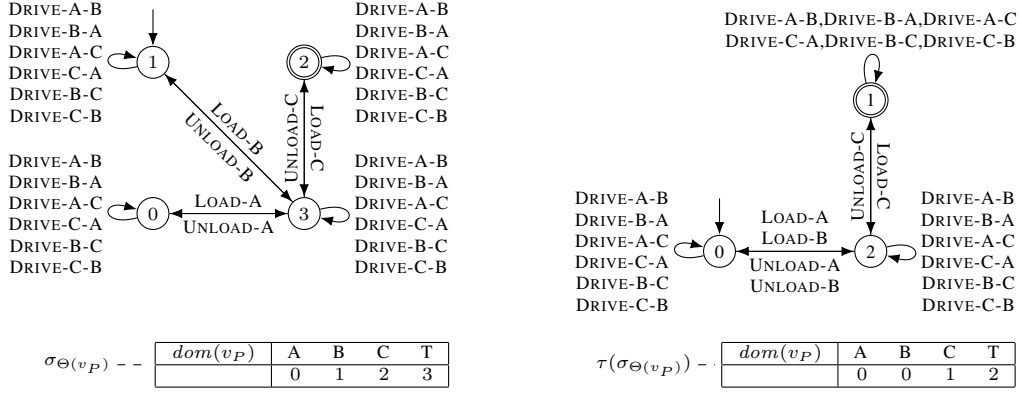 DRIVE-A-B
DRIVE-B-A
DRIVE-A-C
DRIVE-C-A
DRIVE-B-C
DRIVE-C-B
1
2
DRIVE-A-B
DRIVE-B-A
DRIVE-A-C
DRIVE-C-A
DRIVE-B-C
DRIVE-C-B
LOAD-B
UNLOAD-B
UNLOAD-C
LOAD-C
DRIVE-A-B
DRIVE-B-A
DRIVE-A-C
DRIVE-C-A
DRIVE-B-C
DRIVE-C-B
0
LOAD-A
UNLOAD-A
3
DRIVE-A-B
DRIVE-B-A
DRIVE-A-C
DRIVE-C-A
DRIVE-B-C
DRIVE-C-B
σΘ(vP) dom(vP) A B C T
0 1 2 3
DRIVE-A-B,DRIVE-B-A,DRIVE-A-C
DRIVE-C-A,DRIVE-B-C,DRIVE-C-B
1
UNLOAD-C
LOAD-C
DRIVE-A-B
DRIVE-B-A
DRIVE-A-C
DRIVE-C-A
DRIVE-B-C
DRIVE-C-B
0
LOAD-A
LOAD-B
UNLOAD-A
UNLOAD-B
2
DRIVE-A-B
DRIVE-B-A
DRIVE-A-C
DRIVE-C-A
DRIVE-B-C
DRIVE-C-B
τ(σΘ(vP)) dom(vP) A B C T
0 0 1 2